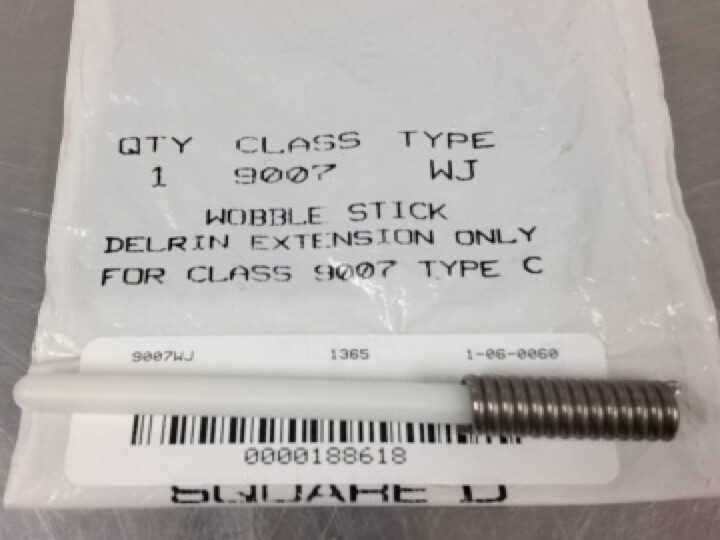 QTY CLASS TYPE
1 9007 WJ
WOBBLE STICK
DELRIN EXTENSION ONLY
FOR CLASS 9007 TYPE C
9007WJ 1365 1-06-0060
0000188618
SQUARE D